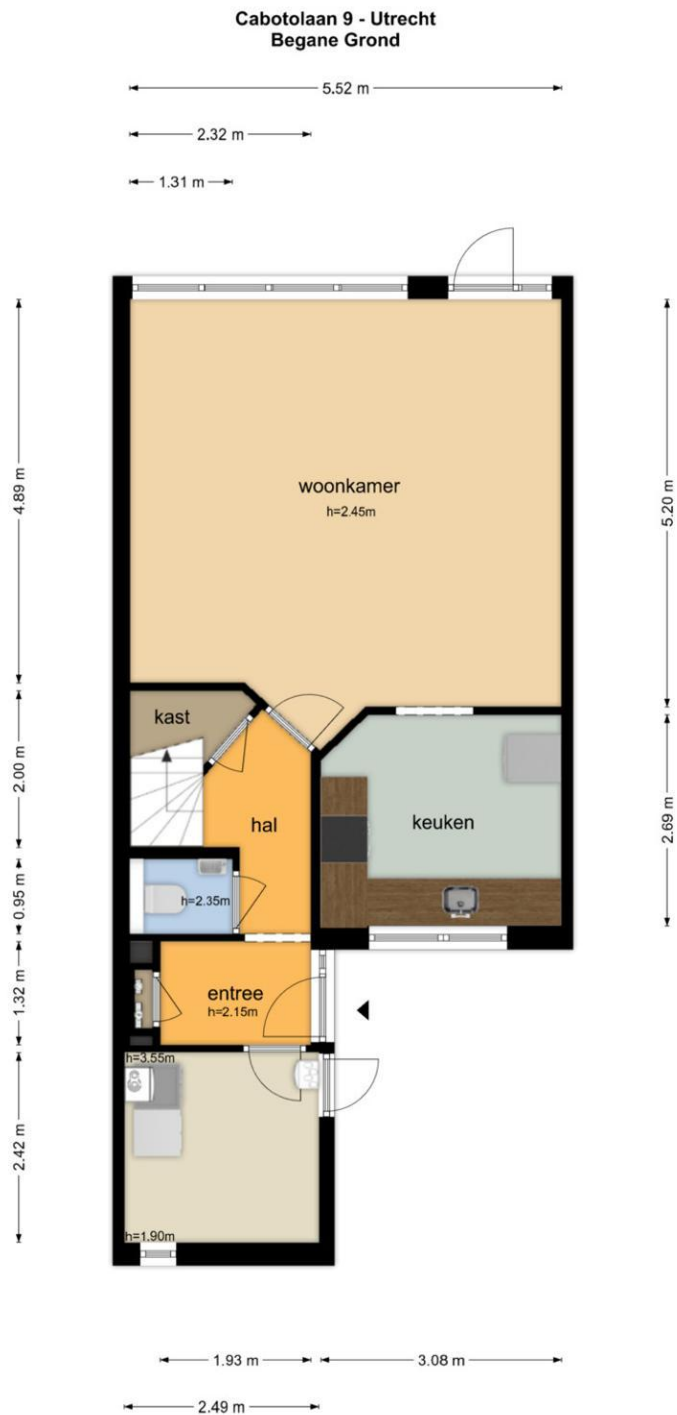 Cabotolaan 9 - Utrecht
Begane Grond
5.52 m
2.32 m
1.31 m
4.89 m
5.20 m
woonkamer
h=2.45m
kast
2.00 m
hal
keuken
2.69 m
0.95 m
h=2.35m
1.32 m
entree
h=2.15m
h=3.55m
2.42 m
h=1.90m
1.93 m
3.08 m
2.49 m